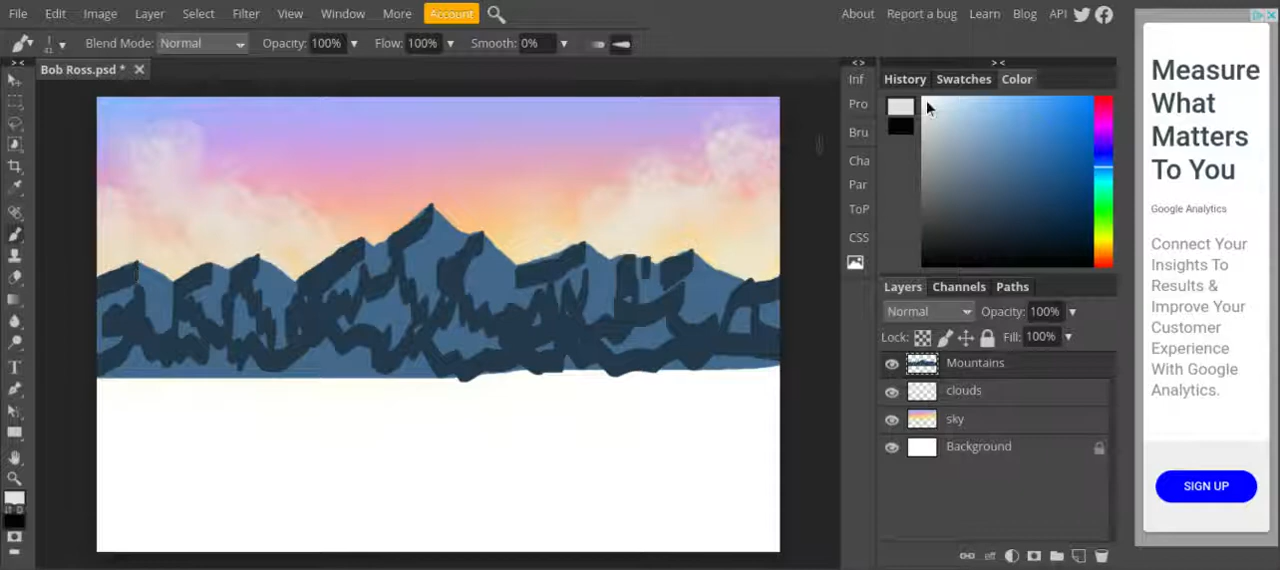 File Edit Image Layer Select Filter View Window More Account
About Report a bug Learn Blog API
41 Blend Mode: Normal Opacity: 100% Flow: 100% Smooth: 0%
Bob Ross.psd *
Inf
Pro
Bru
Cha
Par
ToP
CSS
History Swatches Color
Layers Channels Paths
Normal Opacity: 100%
Lock: Fill: 100%
Mountains
clouds
sky
Background
Measure
What
Matters
To You
Google Analytics
Connect Your
Insights To
Results &
Improve Your
Customer
Experience
With Google
Analytics.
SIGN UP